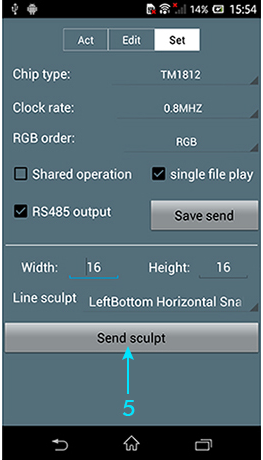 14% 15:54
Act Edit Set
Chip type: TM1812
Clock rate: 0.8MHZ
RGB order: RGB
Shared operation single file play
RS485 output Save send
Width: 16 Height: 16
Line sculpt LeftBottom Horizontal Sna
Send sculpt
5